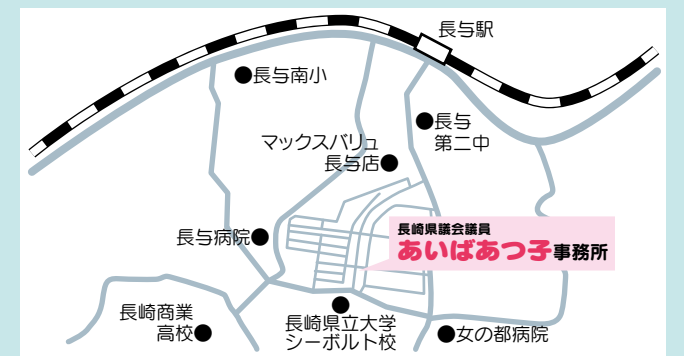 長与駅
●長与南小
●長与
第二中
マックスバリュ
長与店●
長与病院●
長崎県議会議員
あいばあつ子事務所
長崎商業
高校●
長崎県立大学
シーボルト校
●女の都病院